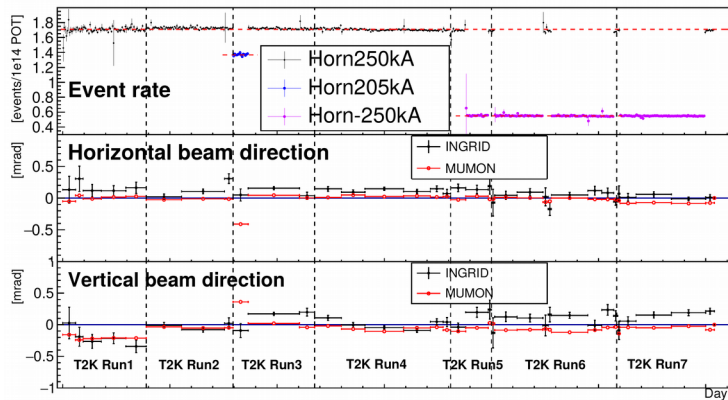 [events/1e14 POT]
1.8
1.6
1.4
1.2
1
0.8
0.6
0.4
Event rate
Horn250kA
Horn205kA
Horn-250kA
[mrad]
Horizontal beam direction
INGRID
MUMON
0.5
0
−0.5
1
[mrad]
Vertical beam direction
INGRID
MUMON
0.5
0
−0.5
−1
T2K Run1
T2K Run2
T2K Run3
T2K Run4
T2K Run5
T2K Run6
T2K Run7
Day